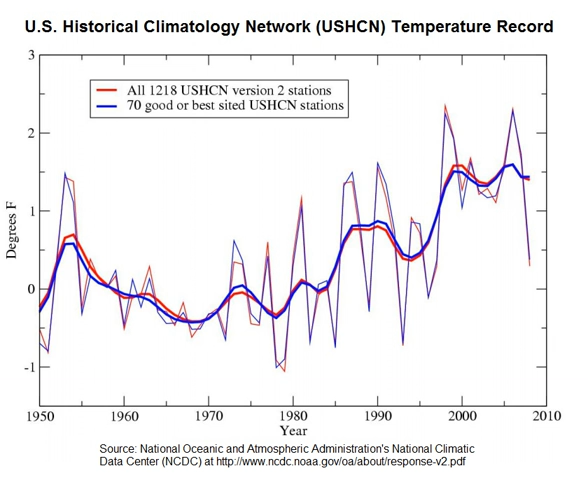 U.S. Historical Climatology Network (USHCN) Temperature Record
3
2
1
0
-1
Degrees F
All 1218 USHCN version 2 stations
70 good or best sited USHCN stations
1950
1960
1970
1980
1990
2000
2010
Year
Source: National Oceanic and Atmospheric Administration's National Climatic
Data Center (NCDC) at http://www.ncdc.noaa.gov/oa/about/response-v2.pdf